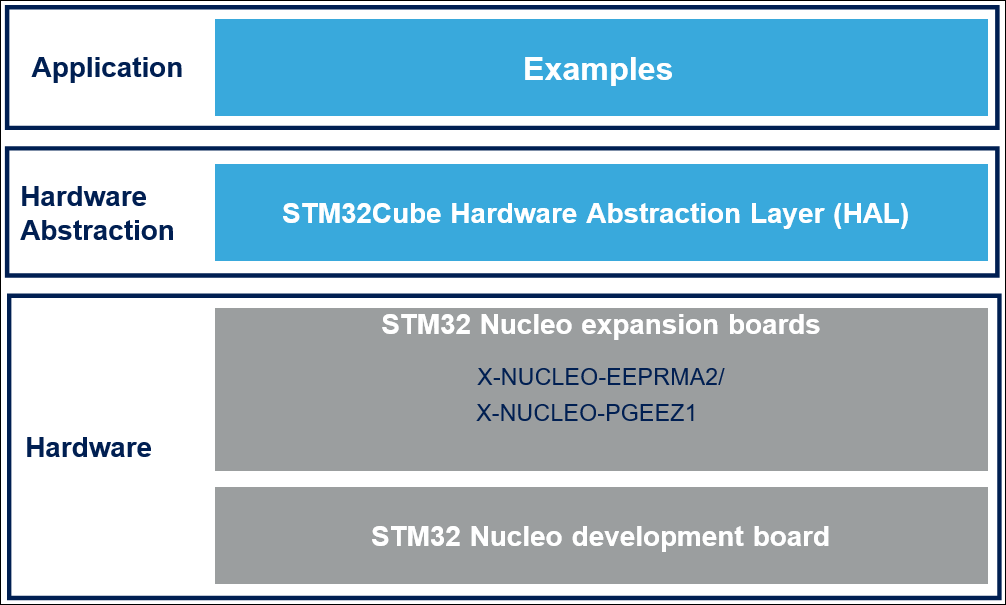 Application
Examples
Hardware
Abstraction
STM32Cube Hardware Abstraction Layer (HAL)
Hardware
STM32 Nucleo expansion boards
X-NUCLEO-EEPRMA2/
X-NUCLEO-PGEEZ1
STM32 Nucleo development board